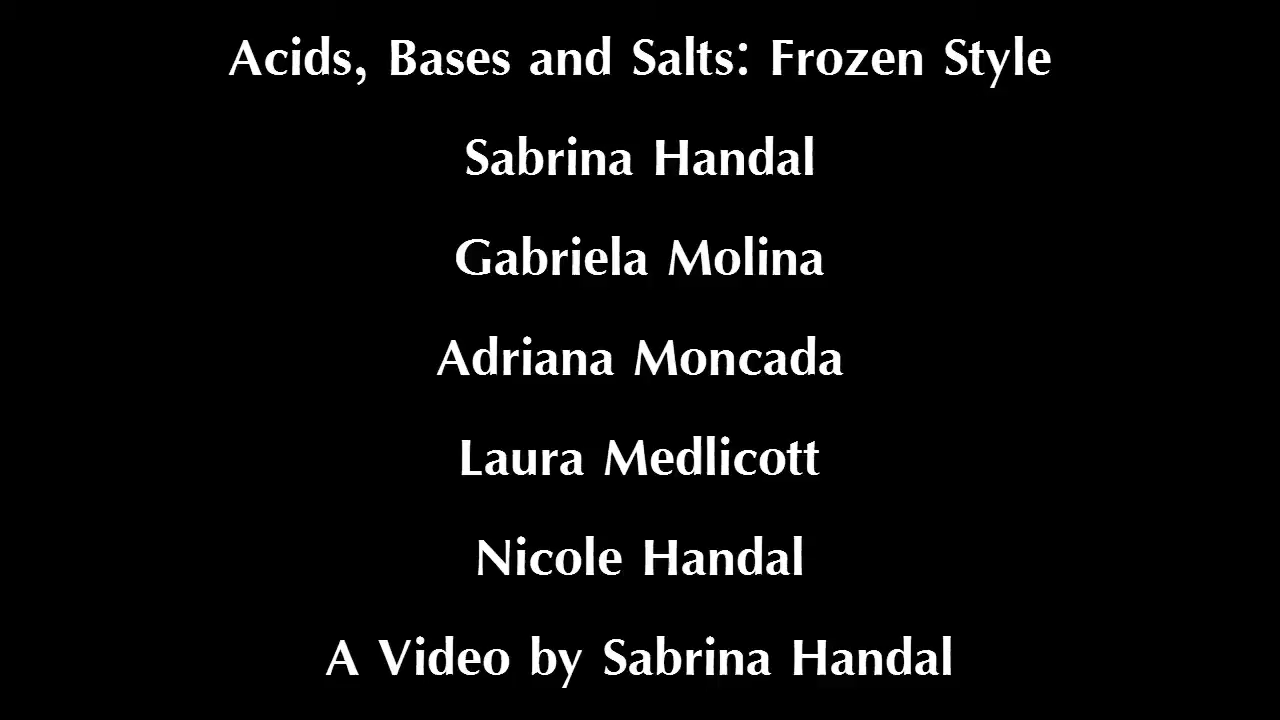 Acids, Bases and Salts: Frozen Style
Sabrina Handal
Gabriela Molina
Adriana Moncada
Laura Medlicott
Nicole Handal
A Video by Sabrina Handal